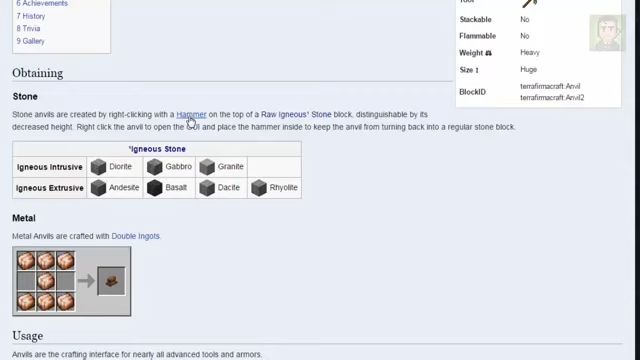 6 Achievements
7 History
8 Trivia
9 Gallery
Tool
Stackable No
Flammable No
Weight Heavy
Size Huge
BlockID terrafirmacraft:Anvil
terrafirmacraft:Anvil2
Obtaining
Stone
Stone anvils are created by right-clicking with a Hammer on the top of a Raw Igneous* Stone block, distinguishable by its
decreased height. Right click the anvil to open the GUI and place the hammer inside to keep the anvil from turning back into a regular stone block.
*Igneous Stone
Igneous Intrusive Diorite Gabbro Granite
Igneous Extrusive Andesite Basalt Dacite Rhyolite
Metal
Metal Anvils are crafted with Double Ingots.
Usage
Anvils are the crafting interface for nearly all advanced tools and armors.